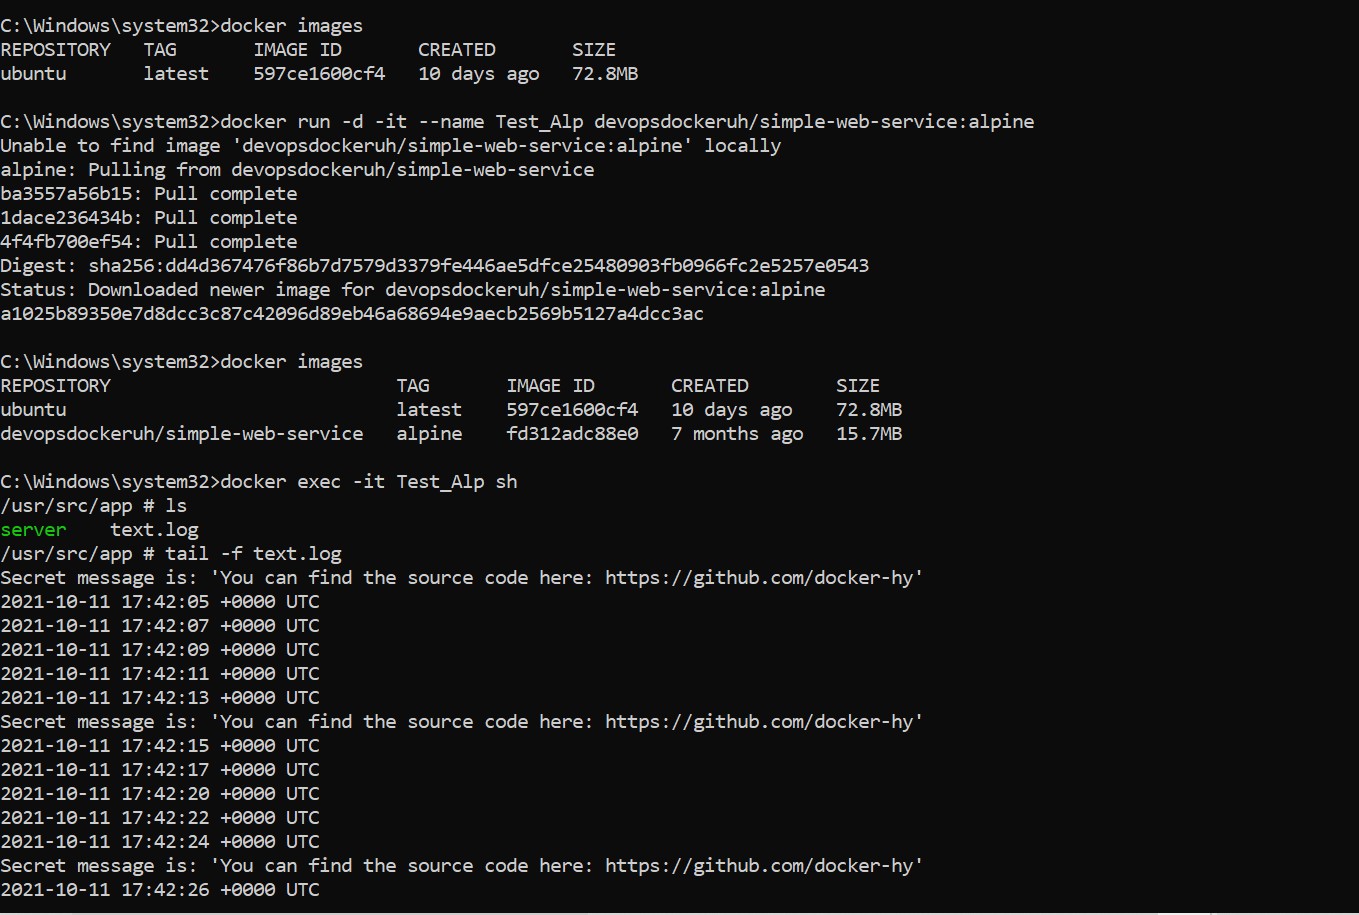 C:\Windows\system32>docker images
REPOSITORY   TAG       IMAGE ID       CREATED       SIZE
ubuntu       latest    597ce1600cf4   10 days ago   72.8MB
C:\Windows\system32>docker run -d -it --name Test_Alp devopsdockeruh/simple-web-service:alpine
Unable to find image 'devopsdockeruh/simple-web-service:alpine' locally
alpine: Pulling from devopsdockeruh/simple-web-service
ba3557a56b15: Pull complete
1dace236434b: Pull complete
4f4fb700ef54: Pull complete
Digest: sha256:dd4d367476f86b7d7579d3379fe446ae5dfce25480903fb0966fc2e5257e0543
Status: Downloaded newer image for devopsdockeruh/simple-web-service:alpine
a1025b89350e7d8dcc3c87c42096d89eb46a68694e9aecb2569b5127a4dcc3ac
C:\Windows\system32>docker images
REPOSITORY                          TAG       IMAGE ID       CREATED        SIZE
ubuntu                              latest    597ce1600cf4   10 days ago    72.8MB
devopsdockeruh/simple-web-service   alpine    fd312adc88e0   7 months ago   15.7MB
C:\Windows\system32>docker exec -it Test_Alp sh
/usr/src/app # ls
server    text.log
/usr/src/app # tail -f text.log
Secret message is: 'You can find the source code here: https://github.com/docker-hy'
2021-10-11 17:42:05 +0000 UTC
2021-10-11 17:42:07 +0000 UTC
2021-10-11 17:42:09 +0000 UTC
2021-10-11 17:42:11 +0000 UTC
2021-10-11 17:42:13 +0000 UTC
Secret message is: 'You can find the source code here: https://github.com/docker-hy'
2021-10-11 17:42:15 +0000 UTC
2021-10-11 17:42:17 +0000 UTC
2021-10-11 17:42:20 +0000 UTC
2021-10-11 17:42:22 +0000 UTC
2021-10-11 17:42:24 +0000 UTC
Secret message is: 'You can find the source code here: https://github.com/docker-hy'
2021-10-11 17:42:26 +0000 UTC